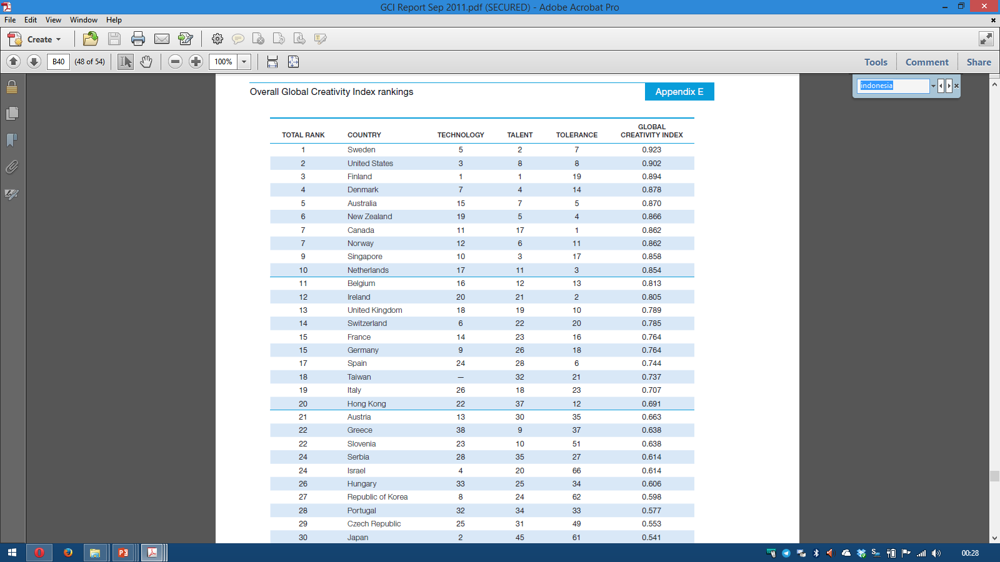 GCI Report Sep 2011.pdf (SECURED) - Adobe Acrobat Pro
File Edit View Window Help
Create
B40 (48 of 54) 100% Tools Comment Share
indonesia
Overall Global Creativity Index rankings Appendix E
GLOBAL
TOTAL RANK COUNTRY TECHNOLOGY TALENT TOLERANCE CREATIVITY INDEX
1 Sweden 5 2 7 0.923
2 United States 3 8 8 0.902
3 Finland 1 1 19 0.894
4 Denmark 7 4 14 0.878
5 Australia 15 7 5 0.870
6 New Zealand 19 5 4 0.866
7 Canada 11 17 1 0.862
7 Norway 12 6 11 0.862
9 Singapore 10 3 17 0.858
10 Netherlands 17 11 3 0.854
11 Belgium 16 12 13 0.813
12 Ireland 20 21 2 0.805
13 United Kingdom 18 19 10 0.789
14 Switzerland 6 22 20 0.785
15 France 14 23 16 0.764
15 Germany 9 26 18 0.764
17 Spain 24 28 6 0.744
18 Taiwan — 32 21 0.737
19 Italy 26 18 23 0.707
20 Hong Kong 22 37 12 0.691
21 Austria 13 30 35 0.663
22 Greece 38 9 37 0.638
22 Slovenia 23 10 51 0.638
24 Serbia 28 35 27 0.614
24 Israel 4 20 66 0.614
26 Hungary 33 25 34 0.606
27 Republic of Korea 8 24 62 0.598
28 Portugal 32 34 33 0.577
29 Czech Republic 25 31 49 0.553
30 Japan 2 45 61 0.541
00:28